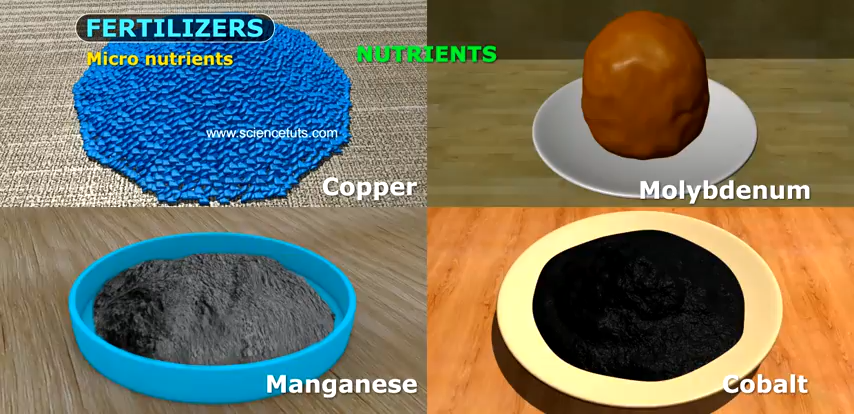 FERTILIZERS
Micro nutrients
NUTRIENTS
www.sciencetuts.com
Copper
Molybdenum
Manganese
Cobalt